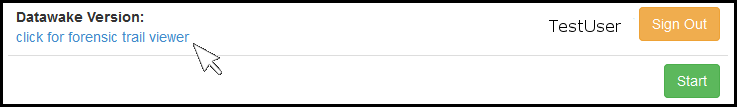 Datawake Version:
click for forensic trail viewer
TestUser
Sign Out
Start